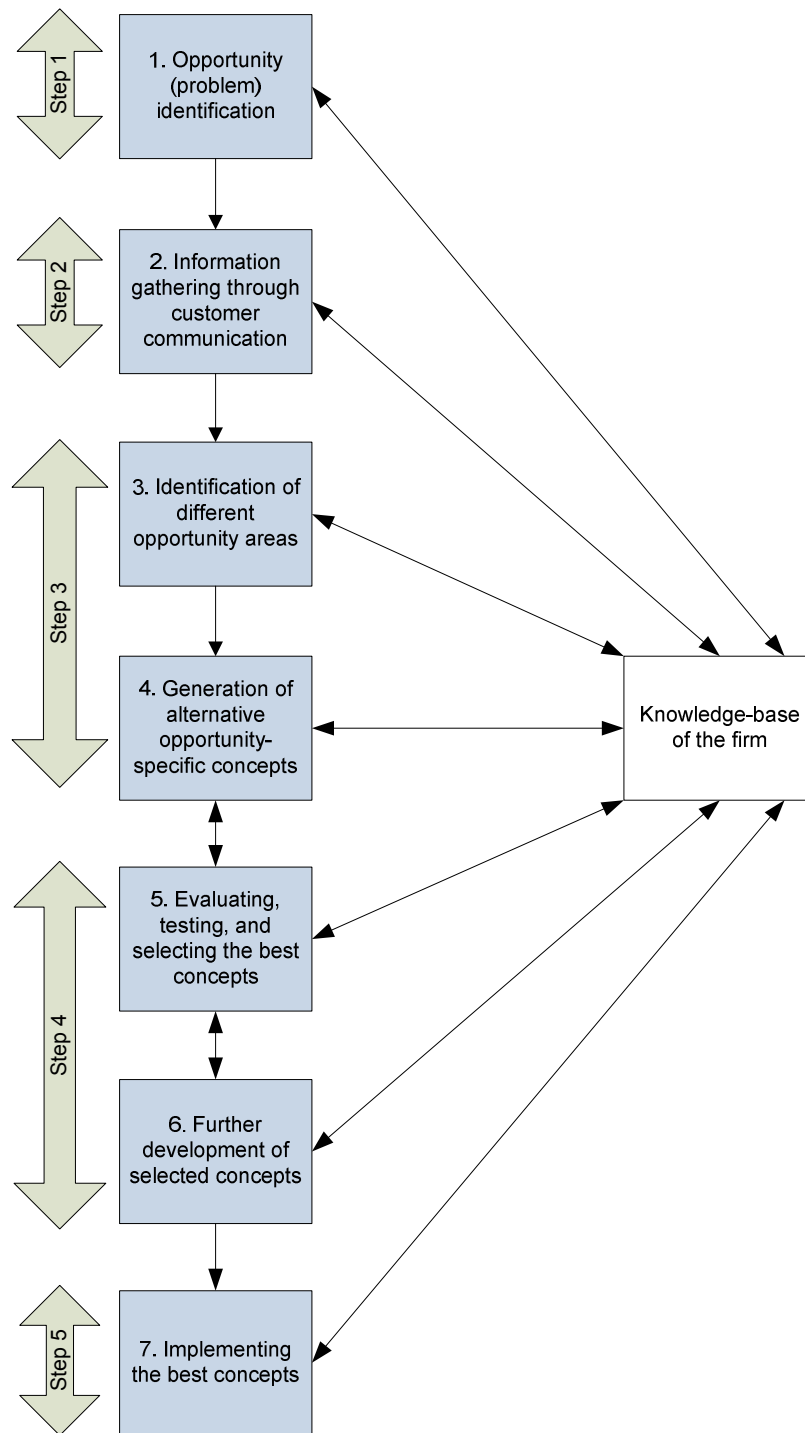 Step 1
1. Opportunity
(problem)
identification
Step 2
2. Information
gathering through
customer
communication
Step 3
3. Identification of
different
opportunity areas
4. Generation of
alternative
opportunity-
specific concepts
Knowledge-base
of the firm
Step 4
5. Evaluating,
testing, and
selecting the best
concepts
6. Further
development of
selected concepts
Step 5
7. Implementing
the best concepts